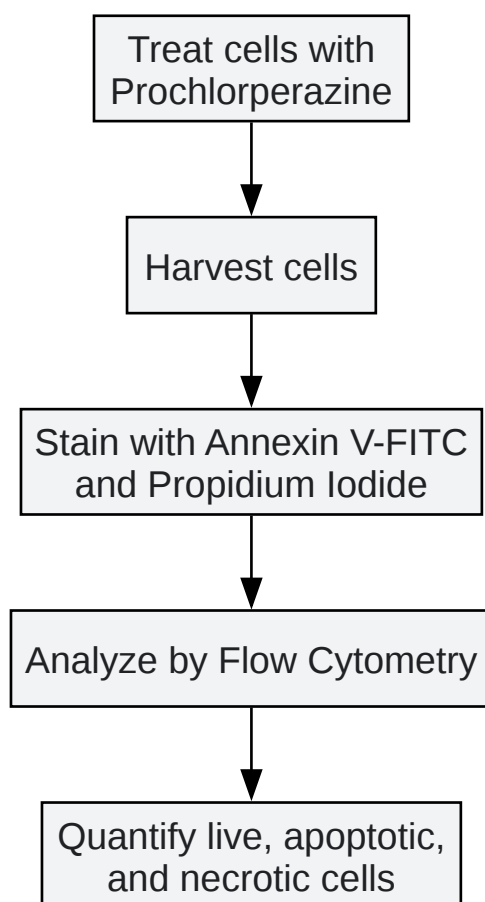 Treat cells with
Prochlorperazine
Harvest cells
Stain with Annexin V-FITC
and Propidium Iodide
Analyze by Flow Cytometry
Quantify live, apoptotic,
and necrotic cells